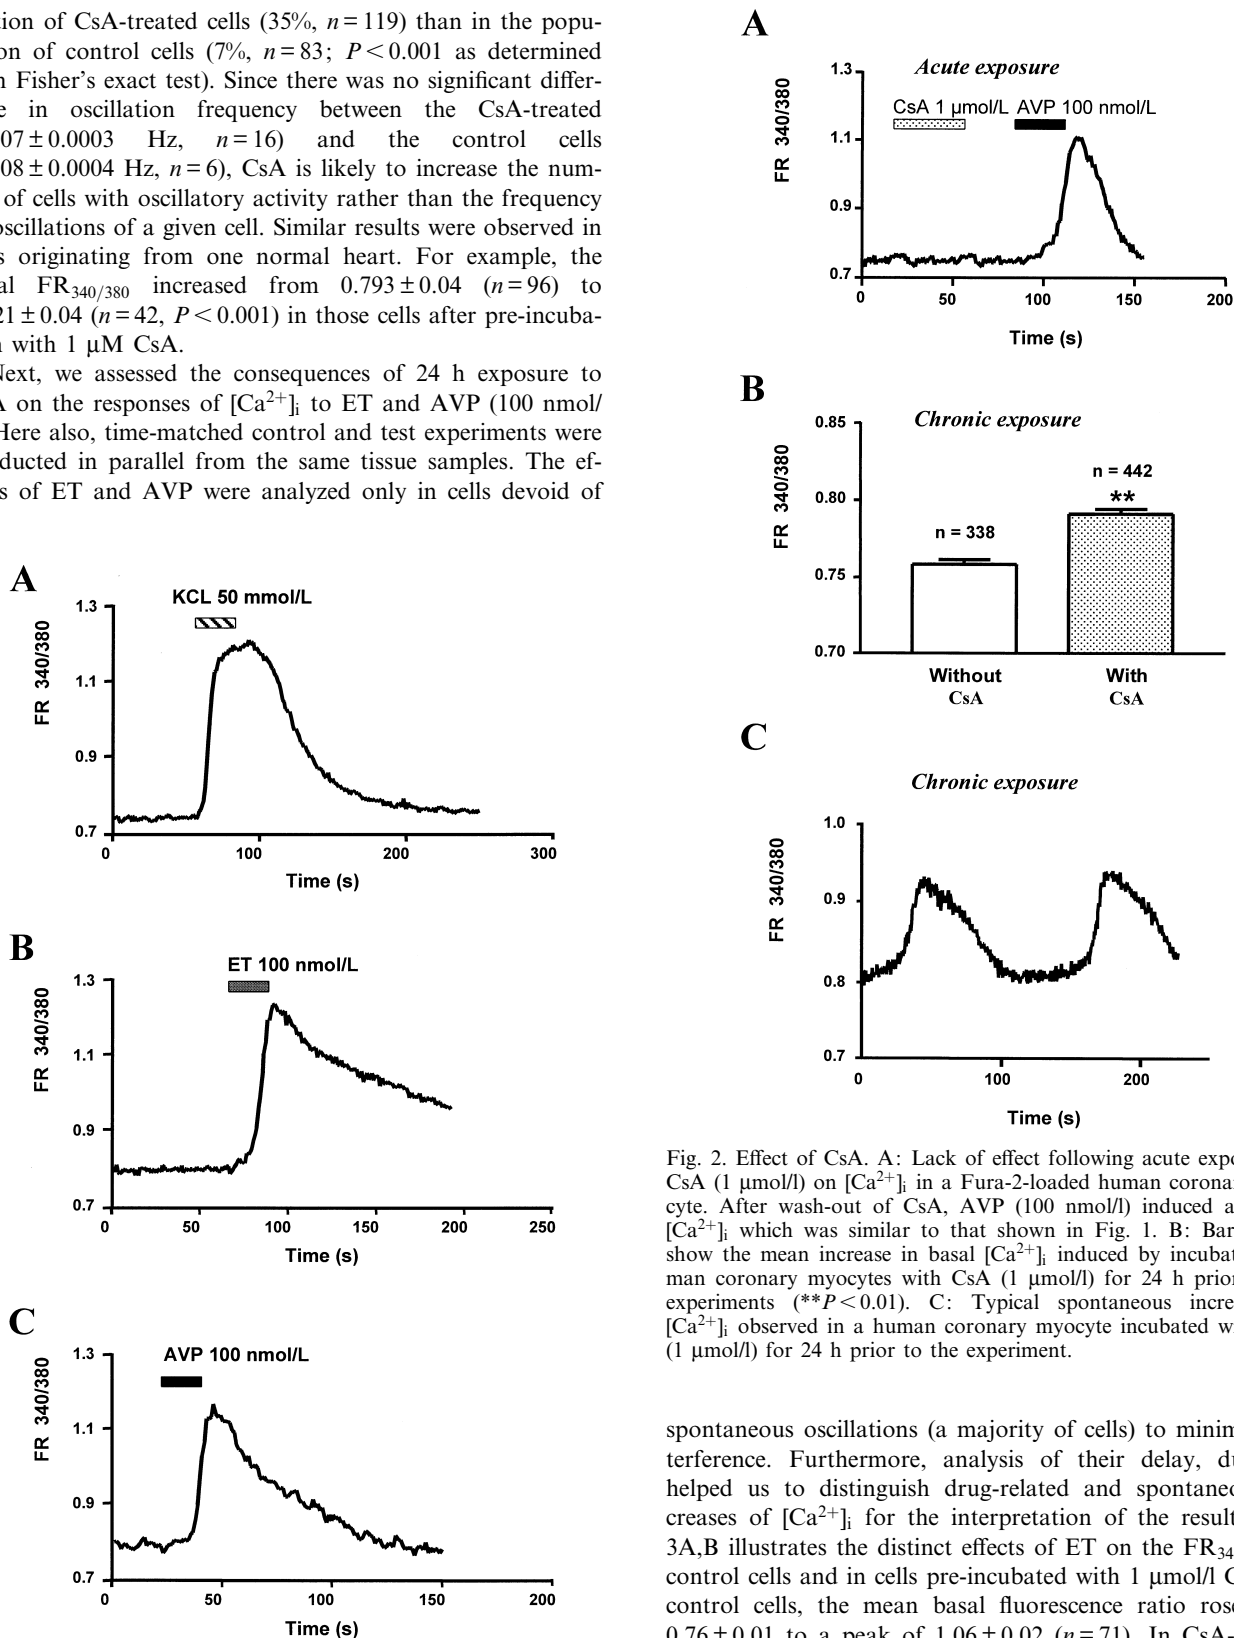 tion of CsA-treated cells (35%, n = 119) than in the popu-
on of control cells (7%, n = 83; P < 0.001 as determined
n Fisher's exact test). Since there was no significant differ-
e in oscillation frequency between the CsA-treated
07 ± 0.0003 Hz, n = 16) and the control cells
08 ± 0.0004 Hz, n = 6), CsA is likely to increase the num-
of cells with oscillatory activity rather than the frequency
oscillations of a given cell. Similar results were observed in
s originating from one normal heart. For example, the
al FR340/380 increased from 0.793 ± 0.04 (n = 96) to
21 ± 0.04 (n = 42, P < 0.001) in those cells after pre-incuba-
n with 1 μM CsA.
Next, we assessed the consequences of 24 h exposure to
A on the responses of [Ca2+]i to ET and AVP (100 nmol/
Here also, time-matched control and test experiments were
ducted in parallel from the same tissue samples. The ef-
s of ET and AVP were analyzed only in cells devoid of
A
KCL 50 mmol/L
FR 340/380
1.3
1.1
0.9
0.7
0 100 200 300
Time (s)
B
ET 100 nmol/L
FR 340/380
1.3
1.1
0.9
0.7
0 50 100 150 200 250
Time (s)
C
AVP 100 nmol/L
FR 340/380
1.3
1.1
0.9
0.7
0 50 100 150 200
Time (s)
A
Acute exposure
CsA 1 μmol/L AVP 100 nmol/L
FR 340/380
1.3
1.1
0.9
0.7
0 50 100 150 200
Time (s)
B
Chronic exposure
FR 340/380
0.85
0.80
0.75
0.70
n = 338
n = 442
**
Without CsA
With CsA
C
Chronic exposure
FR 340/380
1.0
0.9
0.8
0.7
0 100 200
Time (s)
Fig. 2. Effect of CsA. A: Lack of effect following acute expo
CsA (1 μmol/l) on [Ca2+]i in a Fura-2-loaded human coronar
cyte. After wash-out of CsA, AVP (100 nmol/l) induced a
[Ca2+]i which was similar to that shown in Fig. 1. B: Bar
show the mean increase in basal [Ca2+]i induced by incubat
man coronary myocytes with CsA (1 μmol/l) for 24 h prior
experiments (**P < 0.01). C: Typical spontaneous increa
[Ca2+]i observed in a human coronary myocyte incubated w
(1 μmol/l) for 24 h prior to the experiment.
spontaneous oscillations (a majority of cells) to minim
terference. Furthermore, analysis of their delay, du
helped us to distinguish drug-related and spontaneo
creases of [Ca2+]i for the interpretation of the result
3A,B illustrates the distinct effects of ET on the FR34
control cells and in cells pre-incubated with 1 μmol/l C
control cells, the mean basal fluorescence ratio rose
0.76 ± 0.01 to a peak of 1.06 ± 0.02 (n = 71). In CsA-